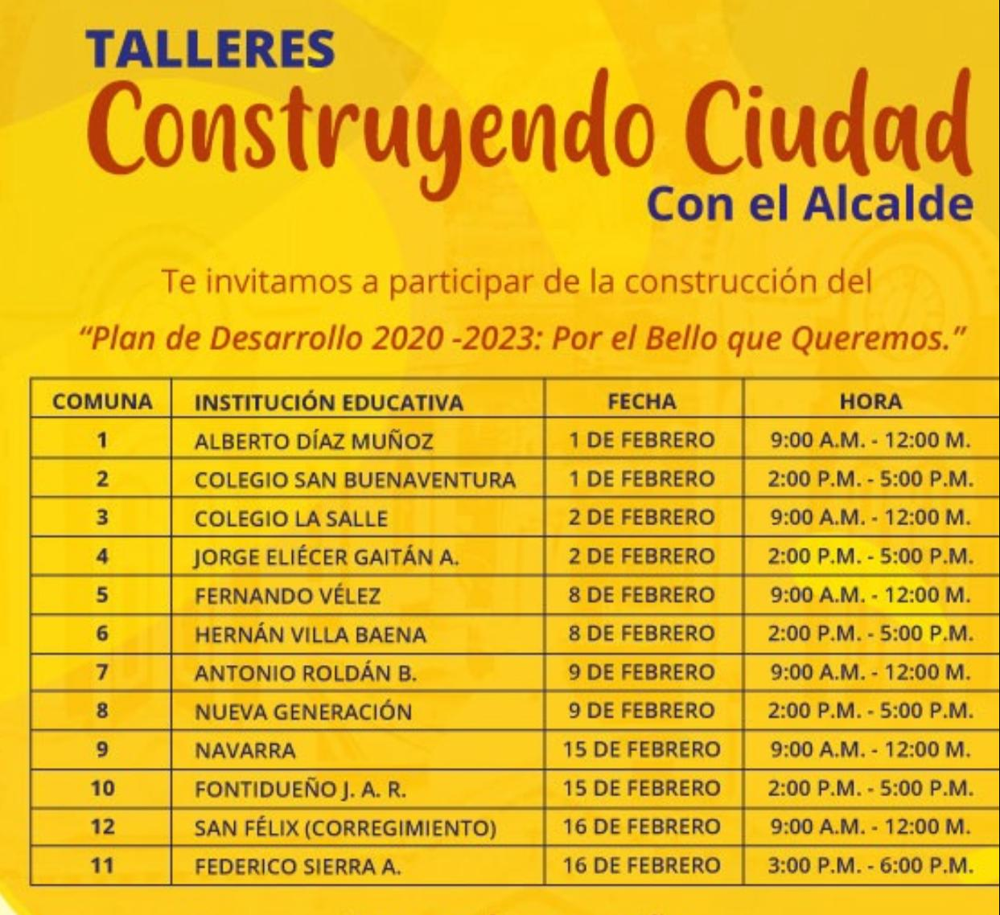 TALLERES
Construyendo Ciudad
Con el Alcalde
Te invitamos a participar de la construcción del
“Plan de Desarrollo 2020 -2023: Por el Bello que Queremos.”
COMUNA INSTITUCIÓN EDUCATIVA FECHA HORA
1 ALBERTO DÍAZ MUÑOZ 1 DE FEBRERO 9:00 A.M. - 12:00 M.
2 COLEGIO SAN BUENAVENTURA 1 DE FEBRERO 2:00 P.M. - 5:00 P.M.
3 COLEGIO LA SALLE 2 DE FEBRERO 9:00 A.M. - 12:00 M.
4 JORGE ELIÉCER GAITÁN A. 2 DE FEBRERO 2:00 P.M. - 5:00 P.M.
5 FERNANDO VÉLEZ 8 DE FEBRERO 9:00 A.M. - 12:00 M.
6 HERNÁN VILLA BAENA 8 DE FEBRERO 2:00 P.M. - 5:00 P.M.
7 ANTONIO ROLDÁN B. 9 DE FEBRERO 9:00 A.M. - 12:00 M.
8 NUEVA GENERACIÓN 9 DE FEBRERO 2:00 P.M. - 5:00 P.M.
9 NAVARRA 15 DE FEBRERO 9:00 A.M. - 12:00 M.
10 FONTIDUEÑO J. A. R. 15 DE FEBRERO 2:00 P.M. - 5:00 P.M.
12 SAN FÉLIX (CORREGIMIENTO) 16 DE FEBRERO 9:00 A.M. - 12:00 M.
11 FEDERICO SIERRA A. 16 DE FEBRERO 3:00 P.M. - 6:00 P.M.